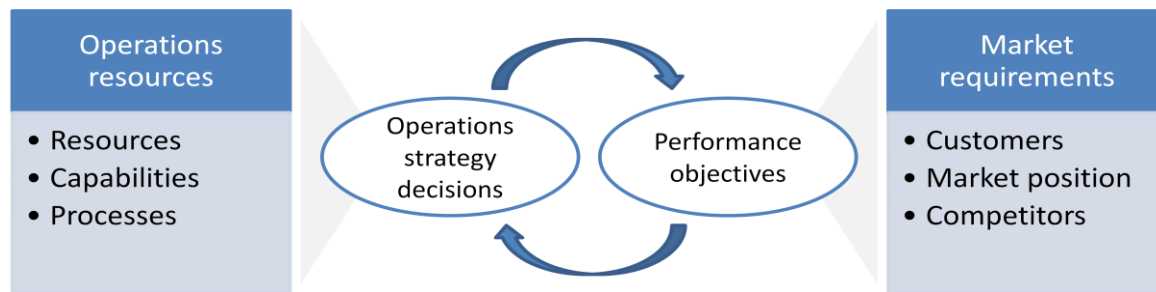 Operations
resources
• Resources
• Capabilities
• Processes
Operations
strategy
decisions
Performance
objectives
Market
requirements
• Customers
• Market position
• Competitors